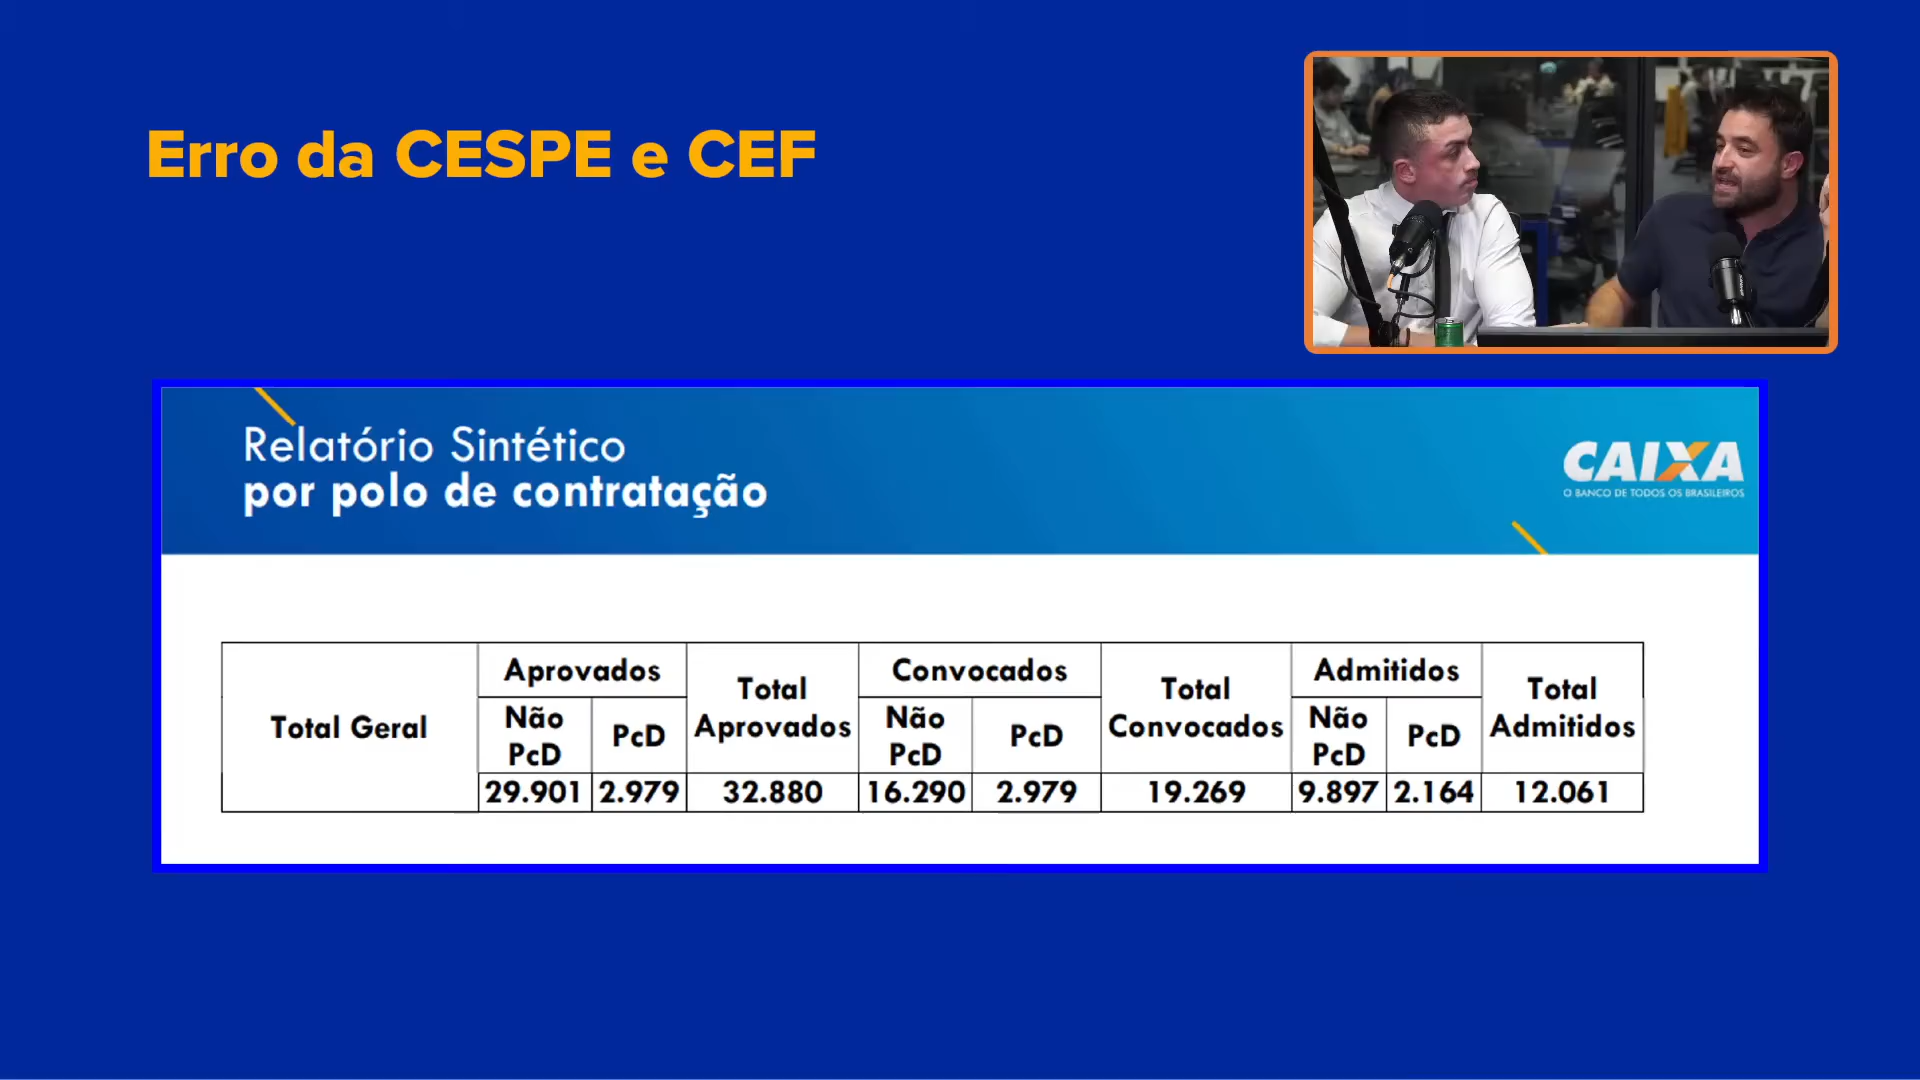 Erro da CESPE e CEF
Relatório Sintético
por polo de contratação
CAIXA
O BANCO DE TODOS OS BRASILEIROS
Total Geral
Aprovados
Total
Aprovados
Convocados
Total
Convocados
Admitidos
Total
Admitidos
Não
PcD
PcD
Não
PcD
PcD
Não
PcD
PcD
29.901 2.979 32.880 16.290 2.979 19.269 9.897 2.164 12.061